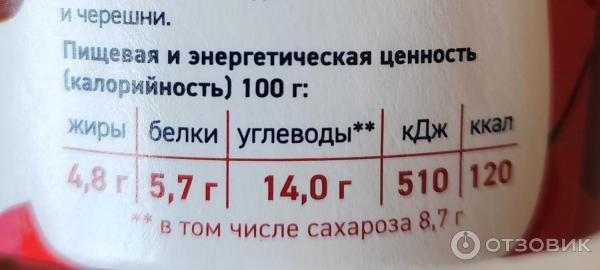 и черешни.
Пищевая и энергетическая ценность
(калорийность) 100 г:
жиры белки углеводы** кДж ккал
4,8 г 5,7 г 14,0 г 510 120
** в том числе сахароза 8,7 г
ОТЗОВИК